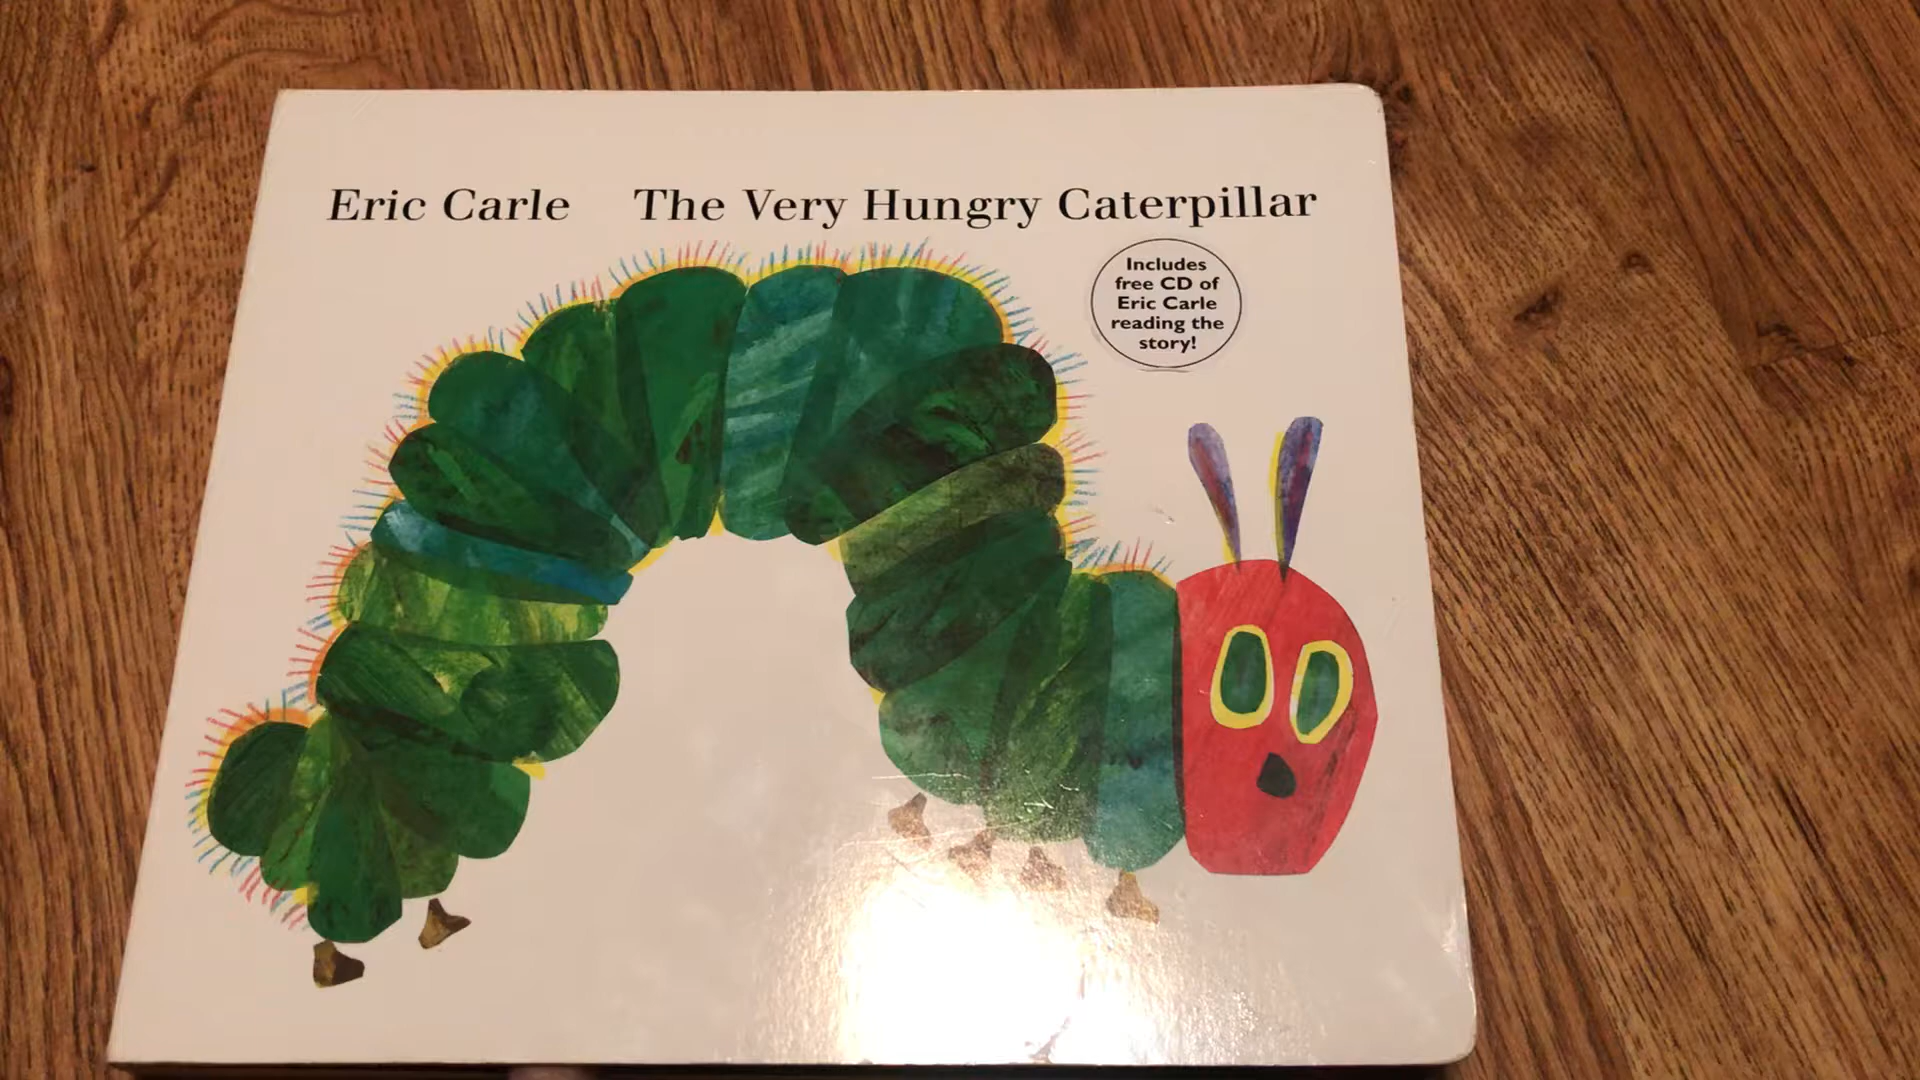 Eric Carle The Very Hungry Caterpillar
Includes
free CD of
Eric Carle
reading the
story!